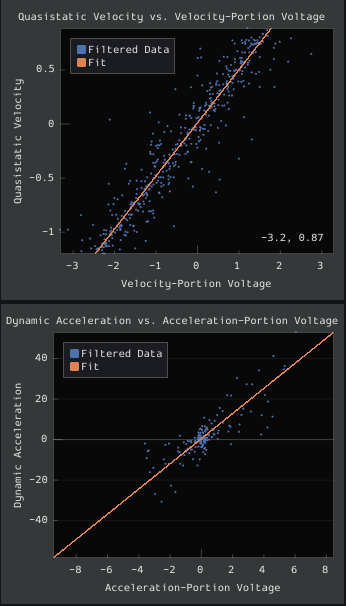 Quasistatic Velocity vs. Velocity-Portion Voltage
Filtered Data
Fit
0.5
0
−0.5
−1
Quasistatic Velocity
−3.2, 0.87
−3 −2 −1 0 1 2 3
Velocity-Portion Voltage
Dynamic Acceleration vs. Acceleration-Portion Voltage
Filtered Data
Fit
40
20
0
−20
−40
Dynamic Acceleration
−8 −6 −4 −2 0 2 4 6 8
Acceleration-Portion Voltage